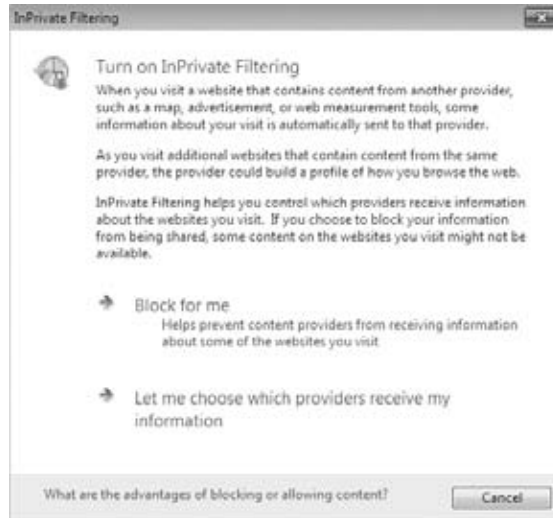 InPrivate Filtering
Turn on InPrivate Filtering
When you visit a website that contains content from another provider,
such as a map, advertisement, or web measurement tools, some
information about your visit is automatically sent to that provider.
As you visit additional websites that contain content from the same
provider, the provider could build a profile of how you browse the web.
InPrivate Filtering helps you control which providers receive information
about the websites you visit. If you choose to block your information
from being shared, some content on the websites you visit might not be
available.
Block for me
Helps prevent content providers from receiving information
about some of the websites you visit
Let me choose which providers receive my
information
What are the advantages of blocking or allowing content?
Cancel